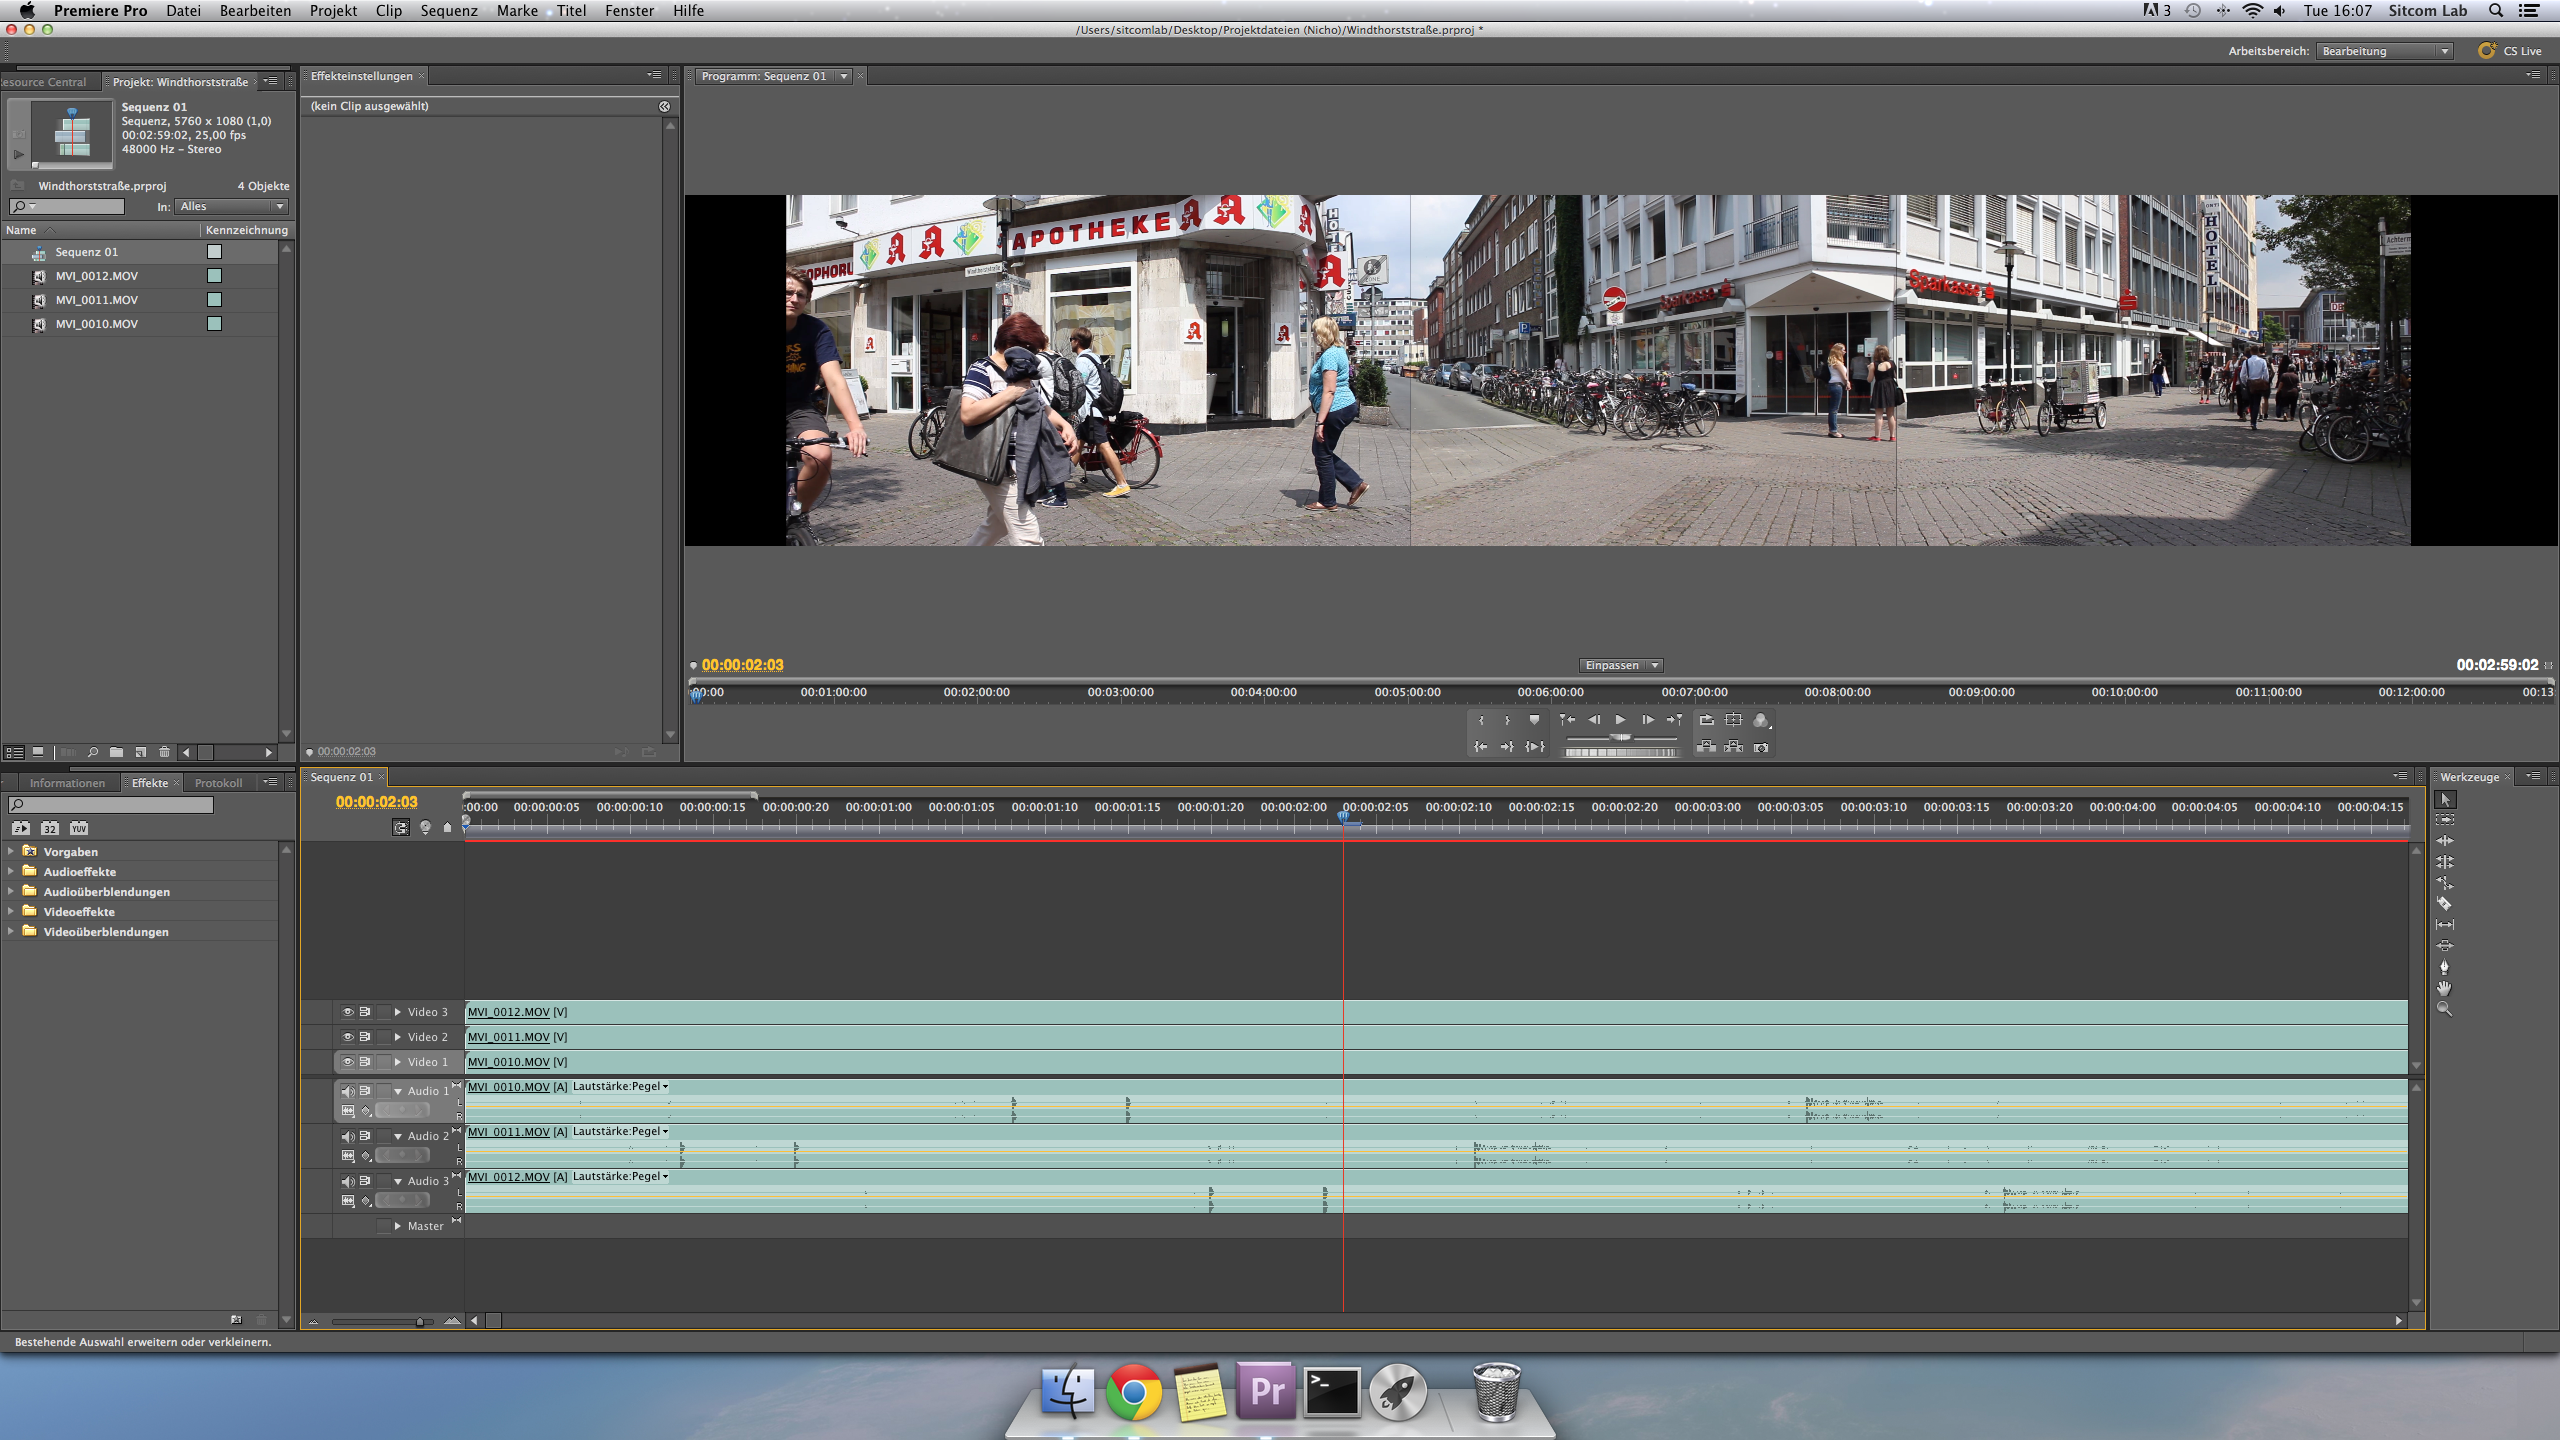 Premiere Pro Datei Bearbeiten Projekt Clip Sequenz Marke Titel Fenster Hilfe
3 Tue 16:07 Sitcom Lab
/Users/sitcomlab/Desktop/Projektdateien (Nicho)/Windthorststraße.prproj *
Arbeitsbereich: Bearbeitung CS Live
esource Central Projekt: Windthorststraße
Sequenz 01
Sequenz, 5760 x 1080 (1,0)
00:02:59:02, 25,00 fps
48000 Hz – Stereo
Windthorststraße.prproj 4 Objekte
In: Alles
Name Kennzeichnung
Sequenz 01
MVI_0012.MOV
MVI_0011.MOV
MVI_0010.MOV
Effekteinstellungen
(kein Clip ausgewählt)
00:00:02:03
Programm: Sequenz 01
OPHORU
A A APOTHEKE A A
Windthorststraße
A
A A A
HOTEL
ZONE
P
Sparkasse
Sparkasse
HOTEL
DB
Achterm
00:00:02:03 Einpassen 00:02:59:02
00:00 00:01:00:00 00:02:00:00 00:03:00:00 00:04:00:00 00:05:00:00 00:06:00:00 00:07:00:00 00:08:00:00 00:09:00:00 00:10:00:00 00:11:00:00 00:12:00:00 00:13:
Informationen Effekte Protokoll
32 YUV
Vorgaben
Audioeffekte
Audioüberblendungen
Videoeffekte
Videoüberblendungen
Sequenz 01
00:00:02:03
:00:00 00:00:00:05 00:00:00:10 00:00:00:15 00:00:00:20 00:00:01:00 00:00:01:05 00:00:01:10 00:00:01:15 00:00:01:20 00:00:02:00 00:00:02:05 00:00:02:10 00:00:02:15 00:00:02:20 00:00:03:00 00:00:03:05 00:00:03:10 00:00:03:15 00:00:03:20 00:00:04:00 00:00:04:05 00:00:04:10 00:00:04:15
Video 3 MVI_0012.MOV [V]
Video 2 MVI_0011.MOV [V]
Video 1 MVI_0010.MOV [V]
Audio 1 MVI_0010.MOV [A] Lautstärke:Pegel
L
R
Audio 2 MVI_0011.MOV [A] Lautstärke:Pegel
L
R
Audio 3 MVI_0012.MOV [A] Lautstärke:Pegel
L
R
Master
Werkzeuge
Bestehende Auswahl erweitern oder verkleinern.
Pr